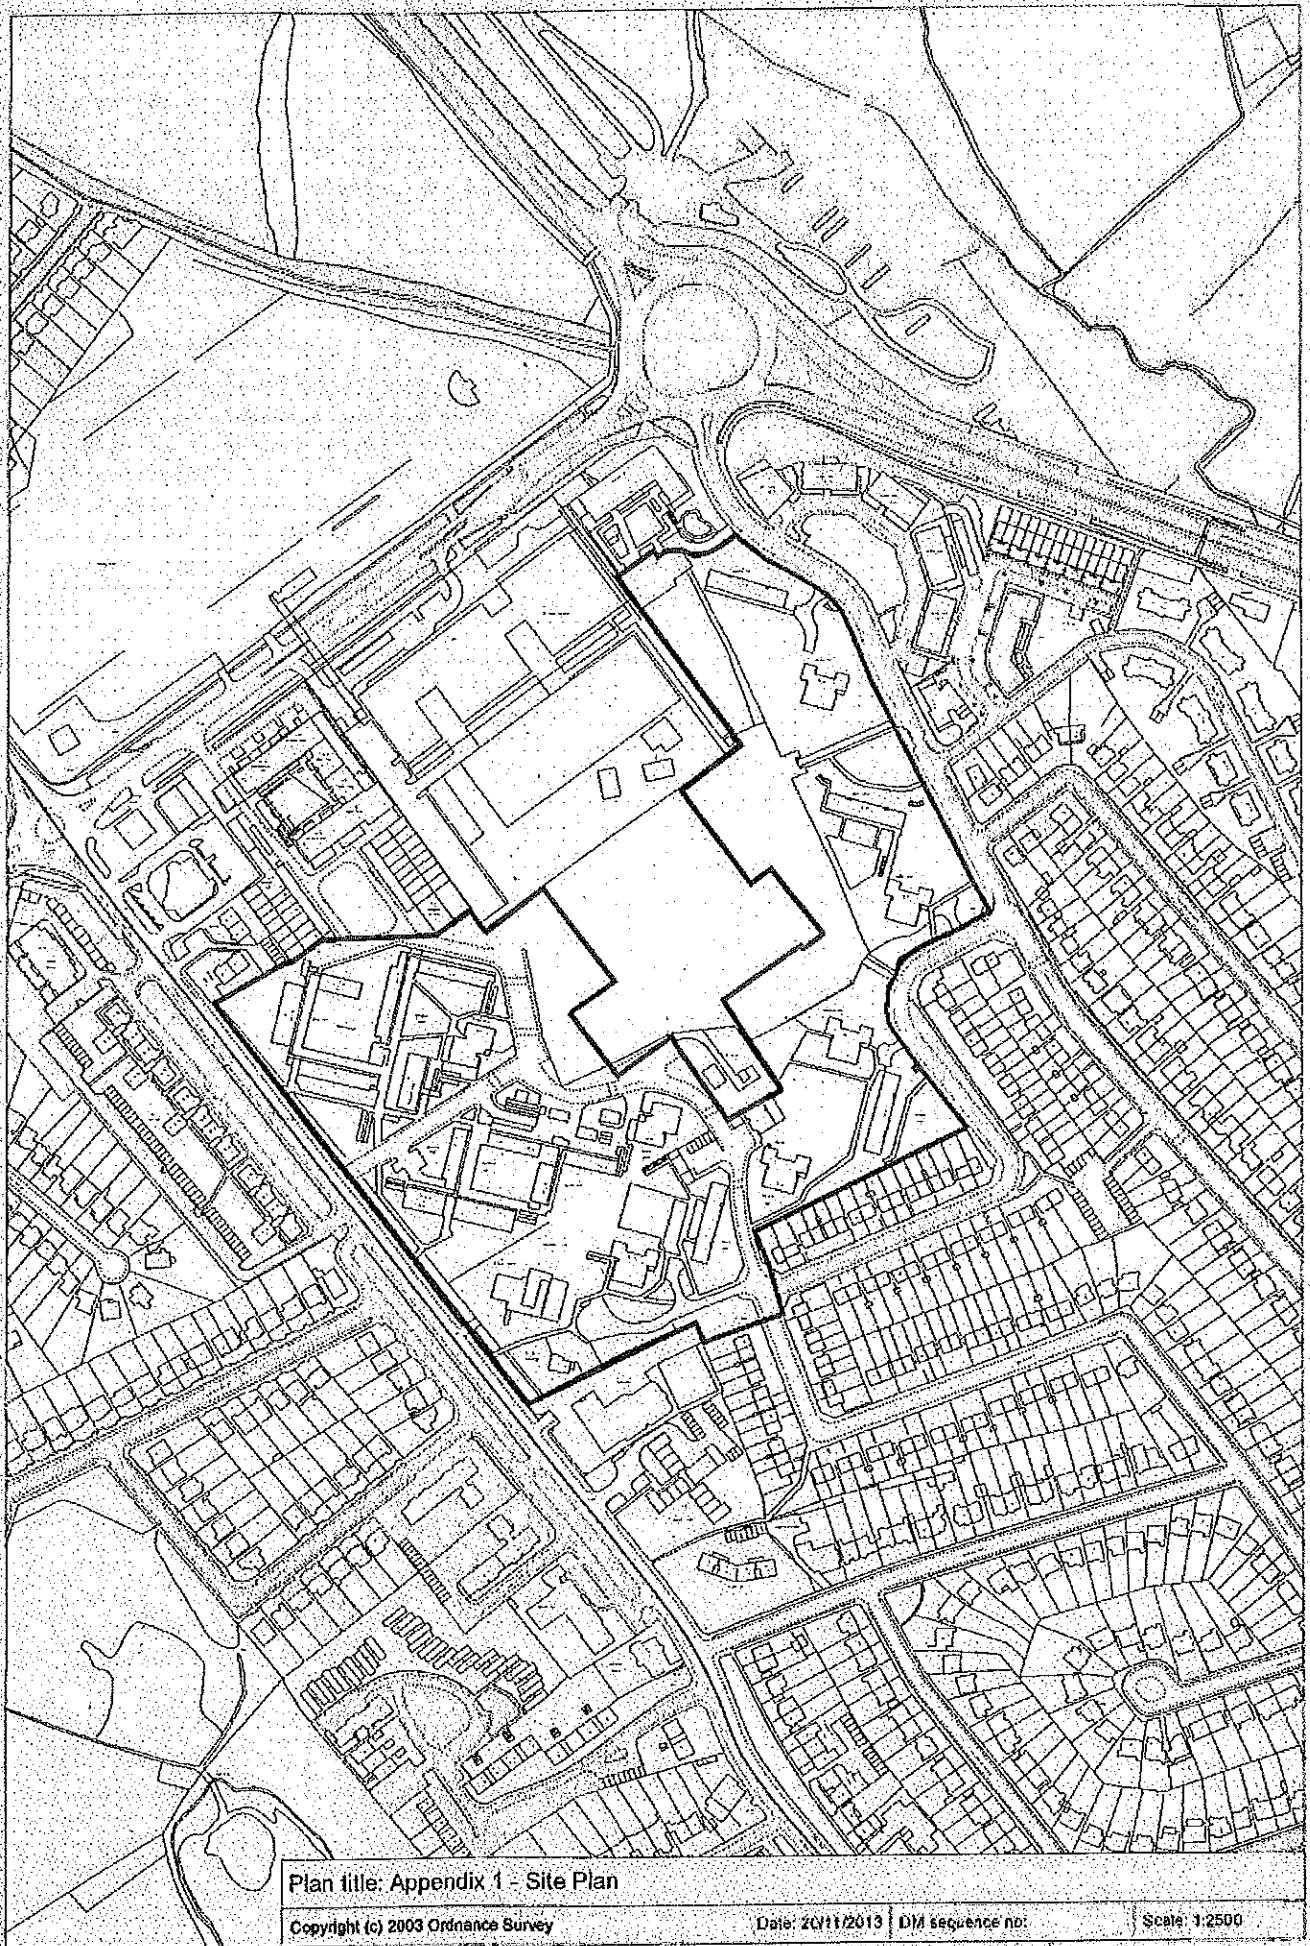 Plan title: Appendix 1 - Site Plan
Copyright (c) 2003 Ordnance Survey
Date: 20/11/2013
DM sequence no:
Scale: 1:2500